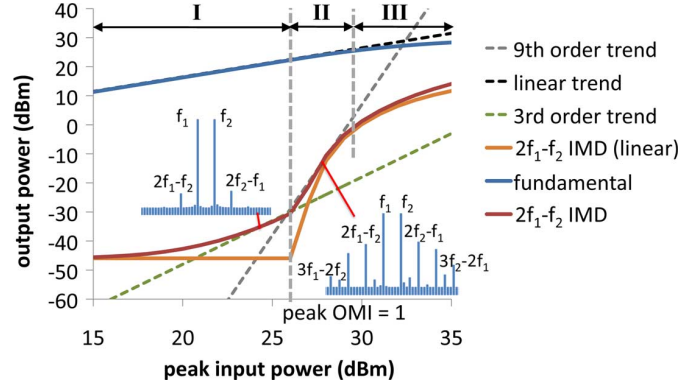 I II III
40
30
20
10
0
-10
-20
-30
-40
-50
-60
output power (dBm)
f1 f2
2f1-f2 2f2-f1
f1 f2
2f1-f2 2f2-f1
3f1-2f2 3f2-2f1
peak OMI = 1
15 20 25 30 35
peak input power (dBm)
9th order trend
linear trend
3rd order trend
2f1-f2 IMD (linear)
fundamental
2f1-f2 IMD